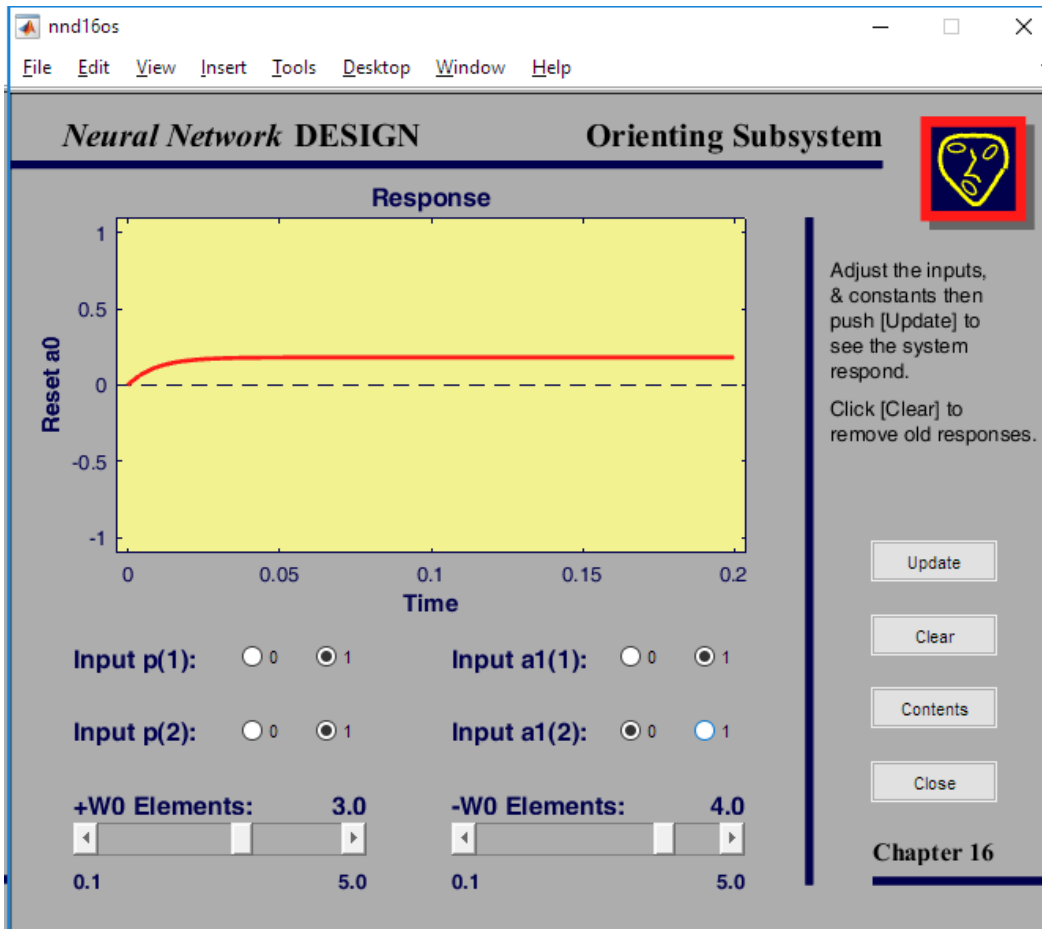 nnd16os
File Edit View Insert Tools Desktop Window Help
Neural Network DESIGN Orienting Subsystem
Response
1
0.5
0
-0.5
-1
Reset a0
0 0.05 0.1 0.15 0.2
Time
Adjust the inputs,
& constants then
push [Update] to
see the system
respond.
Click [Clear] to
remove old responses.
Update
Clear
Contents
Close
Input p(1): 0 1 Input a1(1): 0 1
Input p(2): 0 1 Input a1(2): 0 1
+W0 Elements: 3.0 -W0 Elements: 4.0
0.1 5.0 0.1 5.0
Chapter 16